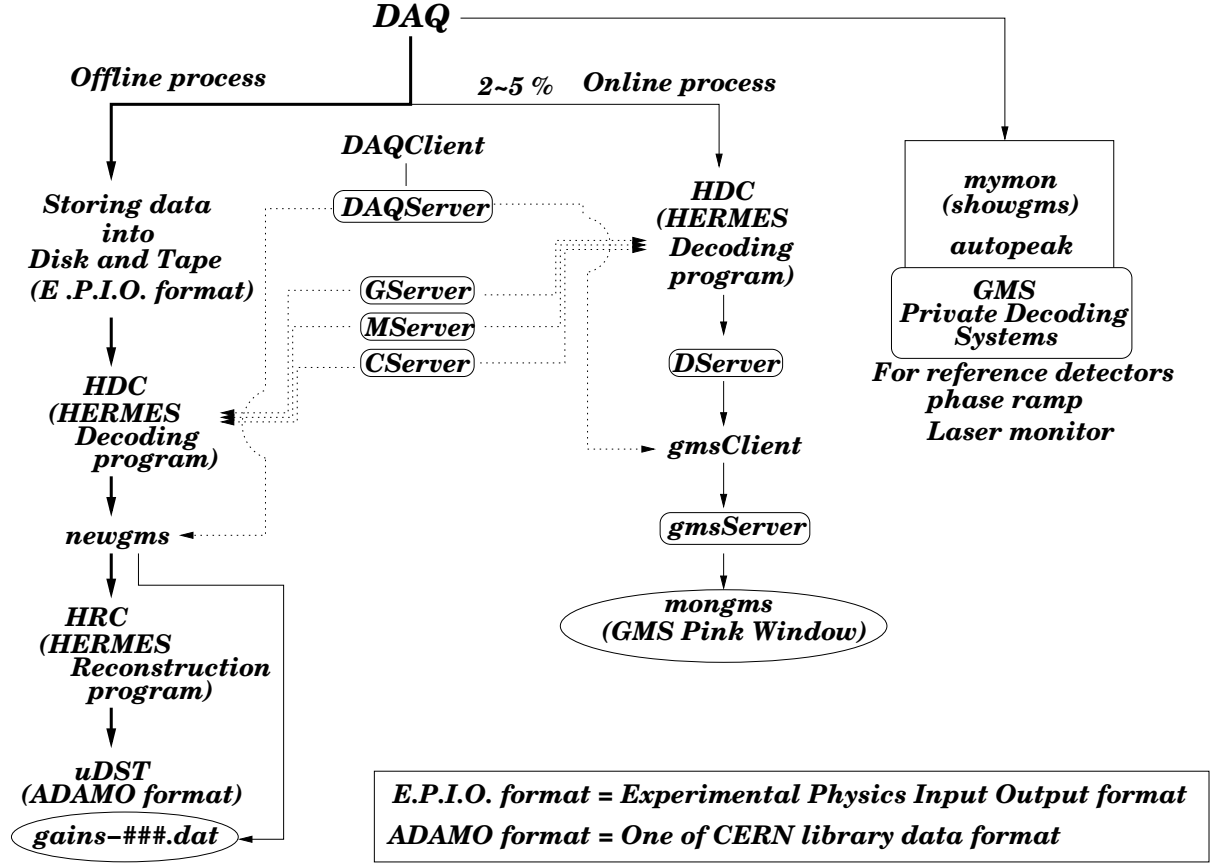 DAQ
Offline process
2~5 %
Online process
DAQClient
DAQServer
GServer
MServer
CServer
Storing data
into
Disk and Tape
(E .P.I.O. format)
HDC
(HERMES
Decoding
program)
newgms
HRC
(HERMES
Reconstruction
program)
uDST
(ADAMO format)
gains-###.dat
HDC
(HERMES
Decoding
program)
DServer
gmsClient
gmsServer
mongms
(GMS Pink Window)
mymon
(showgms)
autopeak
GMS
Private Decoding
Systems
For reference detectors
phase ramp
Laser monitor
E.P.I.O. format = Experimental Physics Input Output format
ADAMO format = One of CERN library data format